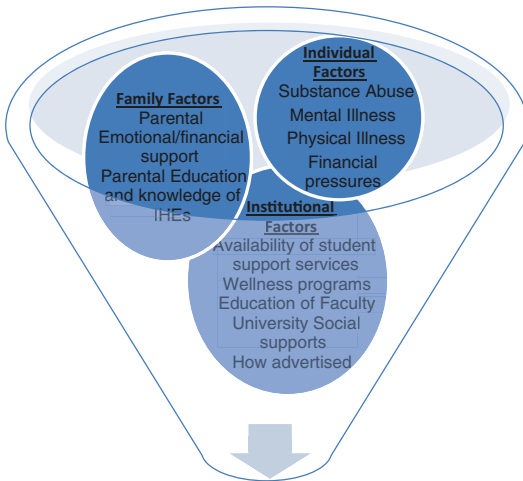 Family Factors
Parental
Emotional/financial
support
Parental Education
and knowledge of
IHEs
Individual
Factors
Substance Abuse
Mental Illness
Physical Illness
Financial
pressures
Institutional
Factors
Availability of student
support services
Wellness programs
Education of Faculty
University Social
supports
How advertised